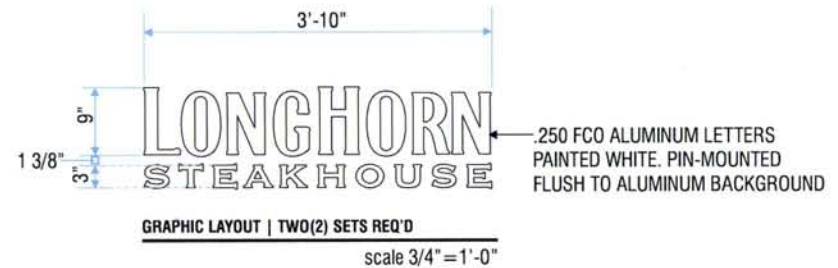 3'-10"
9"
LONGHORN
1 3/8"
3"
STEAKHOUSE
.250 FCO ALUMINUM LETTERS
PAINTED WHITE. PIN-MOUNTED
FLUSH TO ALUMINUM BACKGROUND
GRAPHIC LAYOUT | TWO(2) SETS REQ'D
scale 3/4"=1'-0"